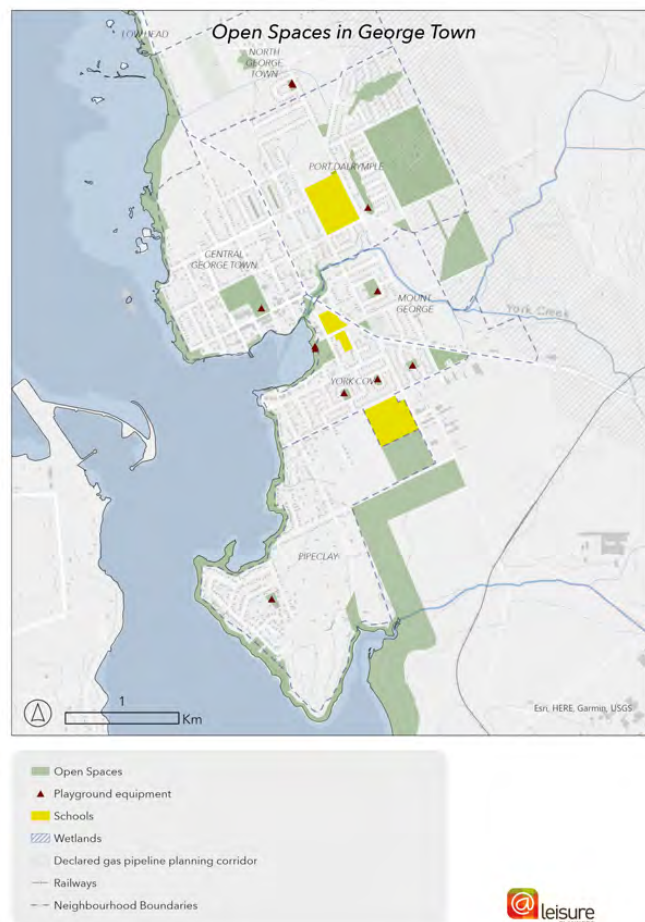 Open Spaces in George Town
LOW HEAD
NORTH
GEORGE
TOWN
PORT DALRYMPLE
CENTRAL
GEORGE TOWN
MOUNT
GEORGE
York Creek
YORK COVE
PIPECLAY
1
Km
Esri, HERE, Garmin, USGS
Open Spaces
Playground equipment
Schools
Wetlands
Declared gas pipeline planning corridor
Railways
Neighbourhood Boundaries
@
leisure